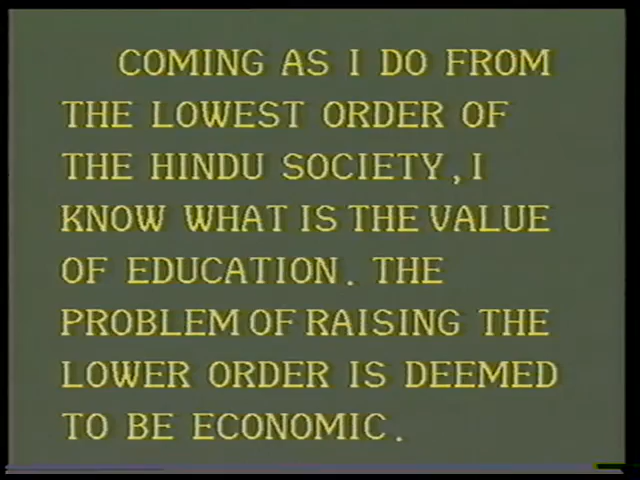 COMING AS I DO FROM
THE LOWEST ORDER OF
THE HINDU SOCIETY, I
KNOW WHAT IS THE VALUE
OF EDUCATION. THE
PROBLEM OF RAISING THE
LOWER ORDER IS DEEMED
TO BE ECONOMIC.